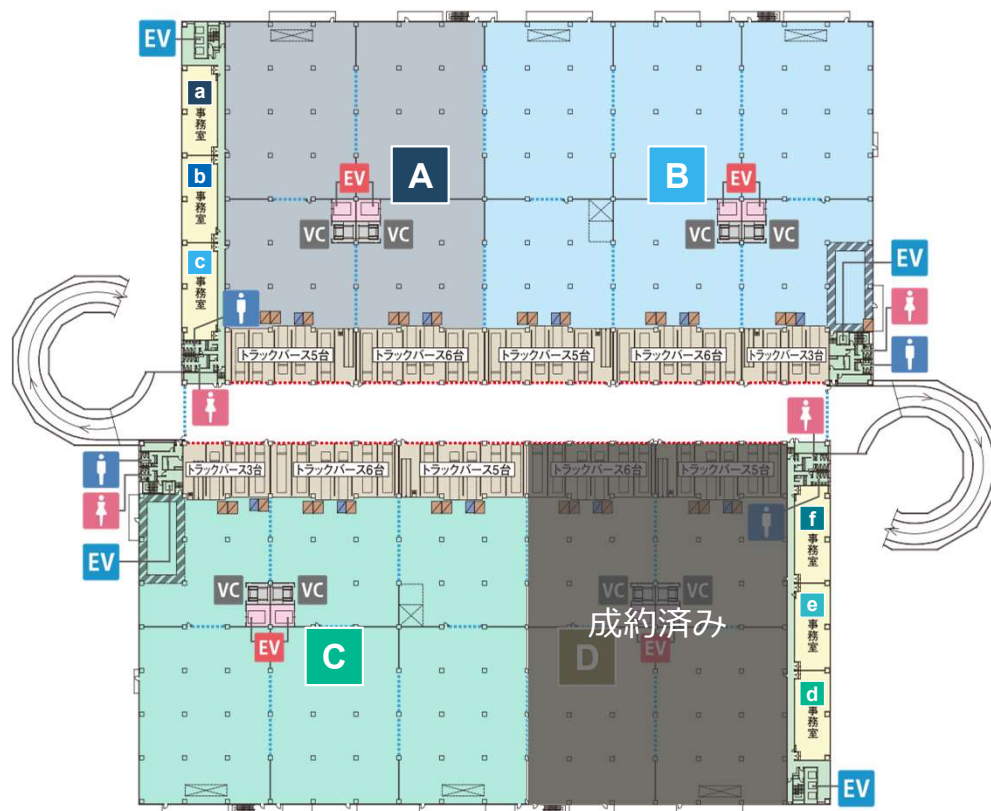 EV
a
事務室
b
事務室
c
事務室
A
B
EV
EV
VC
VC
VC
VC
EV
トラックバース5台
トラックバース6台
トラックバース5台
トラックバース6台
トラックバース3台
トラックバース3台
トラックバース6台
トラックバース5台
トラックバース6台
トラックバース5台
EV
f
事務室
e
事務室
d
事務室
VC
VC
VC
VC
成約済み
EV
EV
C
D
EV